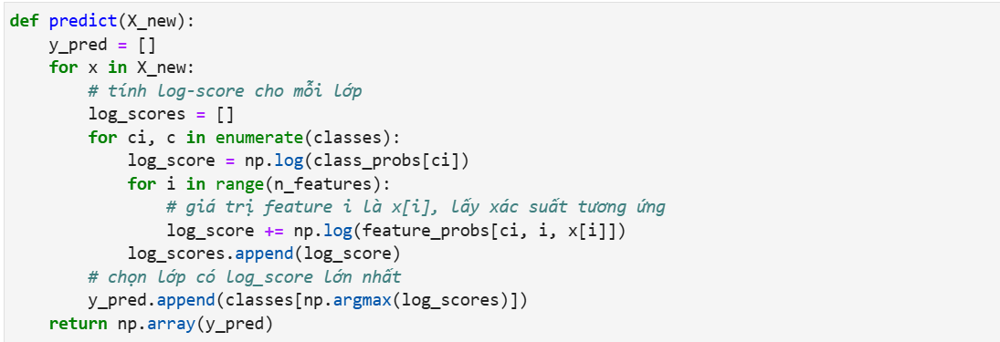 def predict(X_new):
    y_pred = []
    for x in X_new:
        # tính log-score cho mỗi lớp
        log_scores = []
        for ci, c in enumerate(classes):
            log_score = np.log(class_probs[ci])
            for i in range(n_features):
                # giá trị feature i là x[i], lấy xác suất tương ứng
                log_score += np.log(feature_probs[ci, i, x[i]])
            log_scores.append(log_score)
        # chọn lớp có log_score lớn nhất
        y_pred.append(classes[np.argmax(log_scores)])
    return np.array(y_pred)